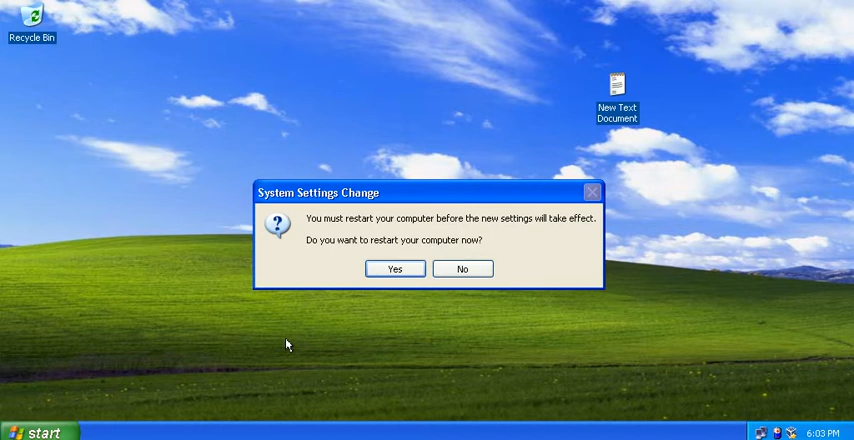 Recycle Bin
New Text
Document
System Settings Change
You must restart your computer before the new settings will take effect.
Do you want to restart your computer now?
Yes
No
start
6:03 PM